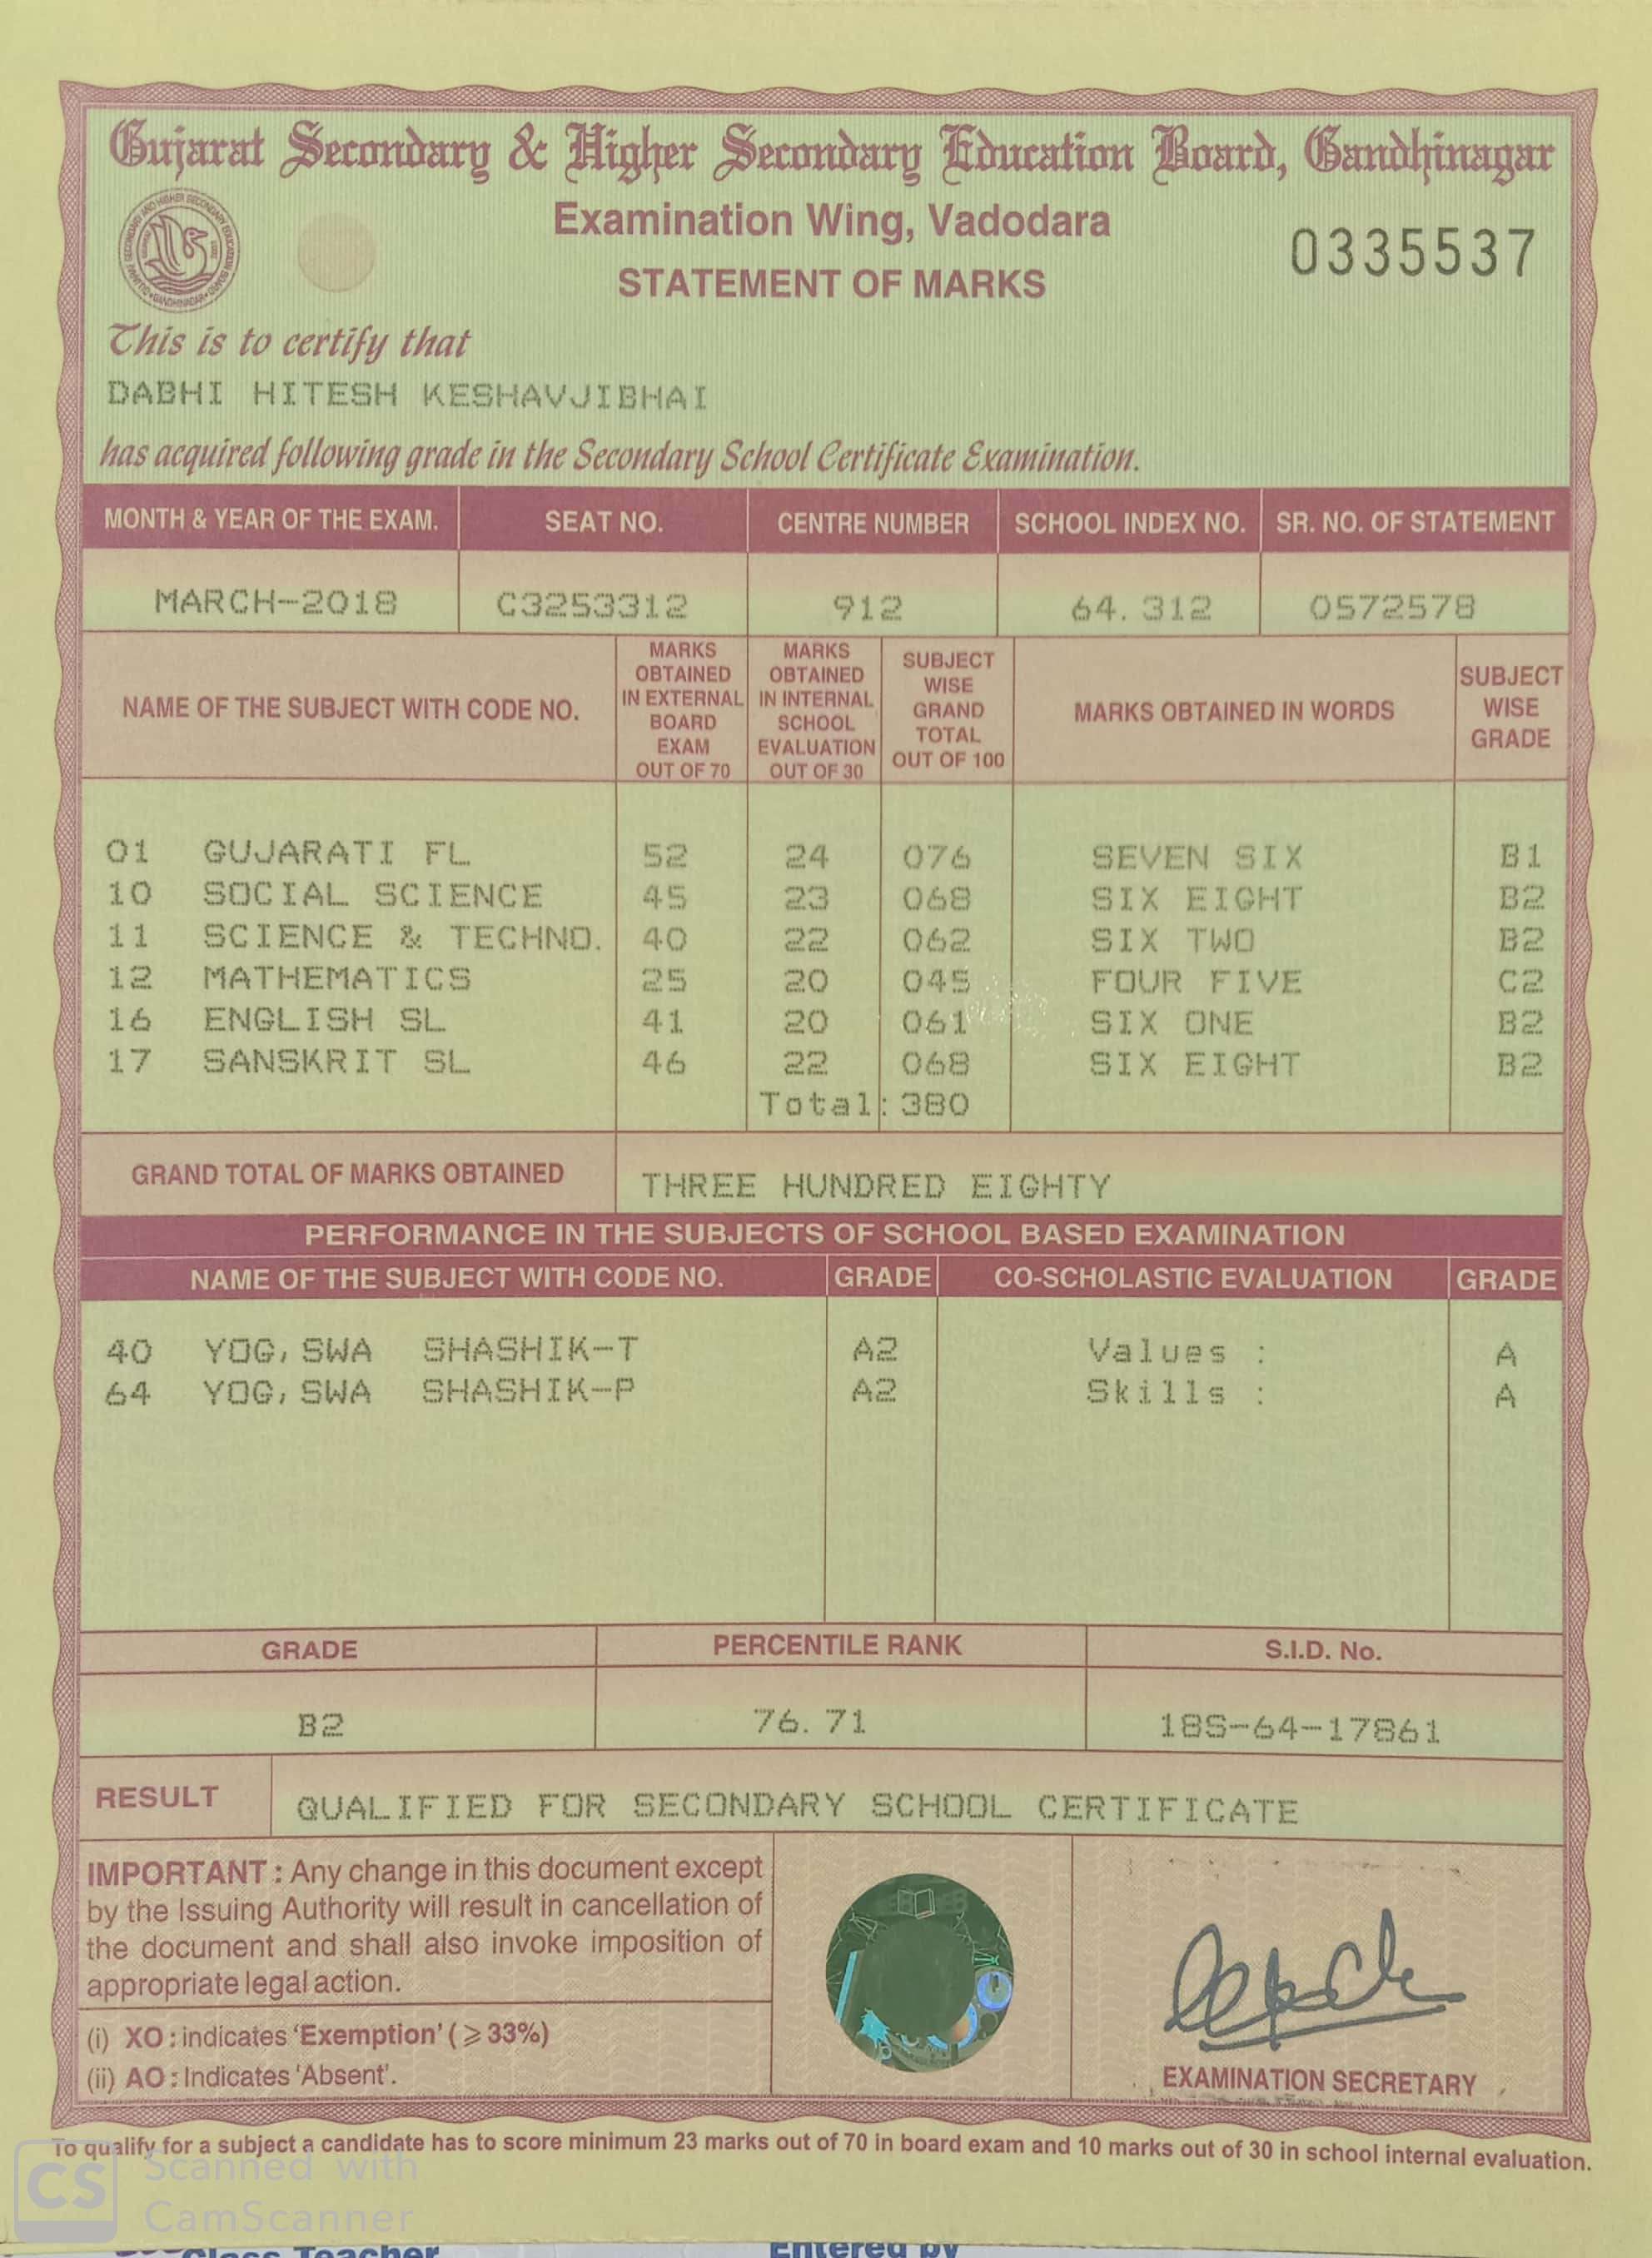 Gujarat Secondary & Higher Secondary Education Board, Gandhinagar
Examination Wing, Vadodara
0335537
STATEMENT OF MARKS
This is to certify that
DABHI HITESH KESHAVJIBHAI
has acquired following grade in the Secondary School Certificate Examination.
MONTH & YEAR OF THE EXAM. SEAT NO. CENTRE NUMBER SCHOOL INDEX NO. SR. NO. OF STATEMENT
MARCH-2018 C3253312 912 64.312 0572578
NAME OF THE SUBJECT WITH CODE NO.
MARKS
OBTAINED
IN EXTERNAL
BOARD
EXAM
OUT OF 70
MARKS
OBTAINED
IN INTERNAL
SCHOOL
EVALUATION
OUT OF 30
SUBJECT
WISE
GRAND
TOTAL
OUT OF 100
MARKS OBTAINED IN WORDS
SUBJECT
WISE
GRADE
01 GUJARATI FL 52 24 076 SEVEN SIX B1
10 SOCIAL SCIENCE 45 23 068 SIX EIGHT B2
11 SCIENCE & TECHNO. 40 22 062 SIX TWO B2
12 MATHEMATICS 25 20 045 FOUR FIVE C2
16 ENGLISH SL 41 20 061 SIX ONE B2
17 SANSKRIT SL 46 22 068 SIX EIGHT B2
Total: 380
GRAND TOTAL OF MARKS OBTAINED THREE HUNDRED EIGHTY
PERFORMANCE IN THE SUBJECTS OF SCHOOL BASED EXAMINATION
NAME OF THE SUBJECT WITH CODE NO. GRADE CO-SCHOLASTIC EVALUATION GRADE
40 YOG, SWA SHASHIK-T A2 Values : A
64 YOG, SWA SHASHIK-P A2 Skills : A
GRADE PERCENTILE RANK S.I.D. No.
B2 76.71 18S-64-17861
RESULT QUALIFIED FOR SECONDARY SCHOOL CERTIFICATE
IMPORTANT : Any change in this document except
by the Issuing Authority will result in cancellation of
the document and shall also invoke imposition of
appropriate legal action.
(i) XO : indicates 'Exemption' (⩾ 33%)
(ii) AO : Indicates 'Absent'.
EXAMINATION SECRETARY
To qualify for a subject a candidate has to score minimum 23 marks out of 70 in board exam and 10 marks out of 30 in school internal evaluation.
CS Scanned with
CamScanner
Class Teacher Entered by